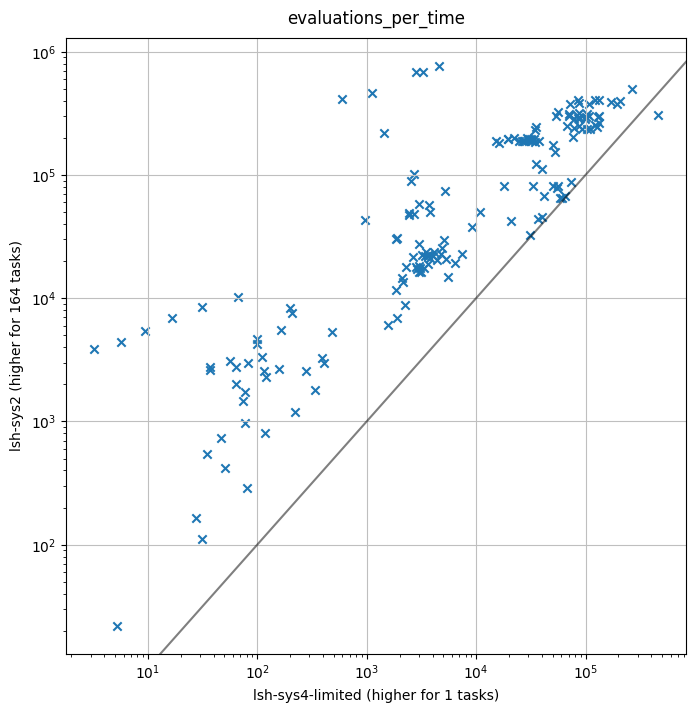 evaluations_per_time
lsh-sys2 (higher for 164 tasks)
10^6
10^5
10^4
10^3
10^2
10^1 10^2 10^3 10^4 10^5
lsh-sys4-limited (higher for 1 tasks)